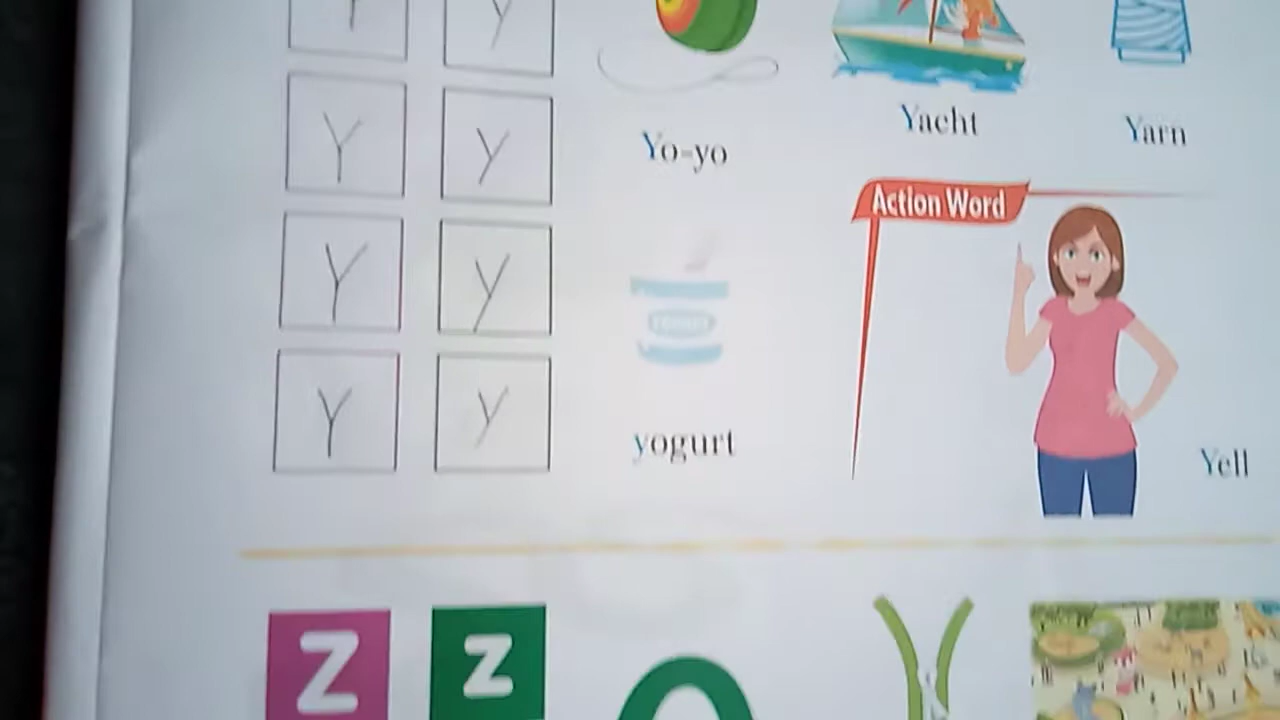 Y y
Y y
Yo-yo
Yacht
Yarn
Y y
Action Word
Y y
yogurt
Yell
Z z